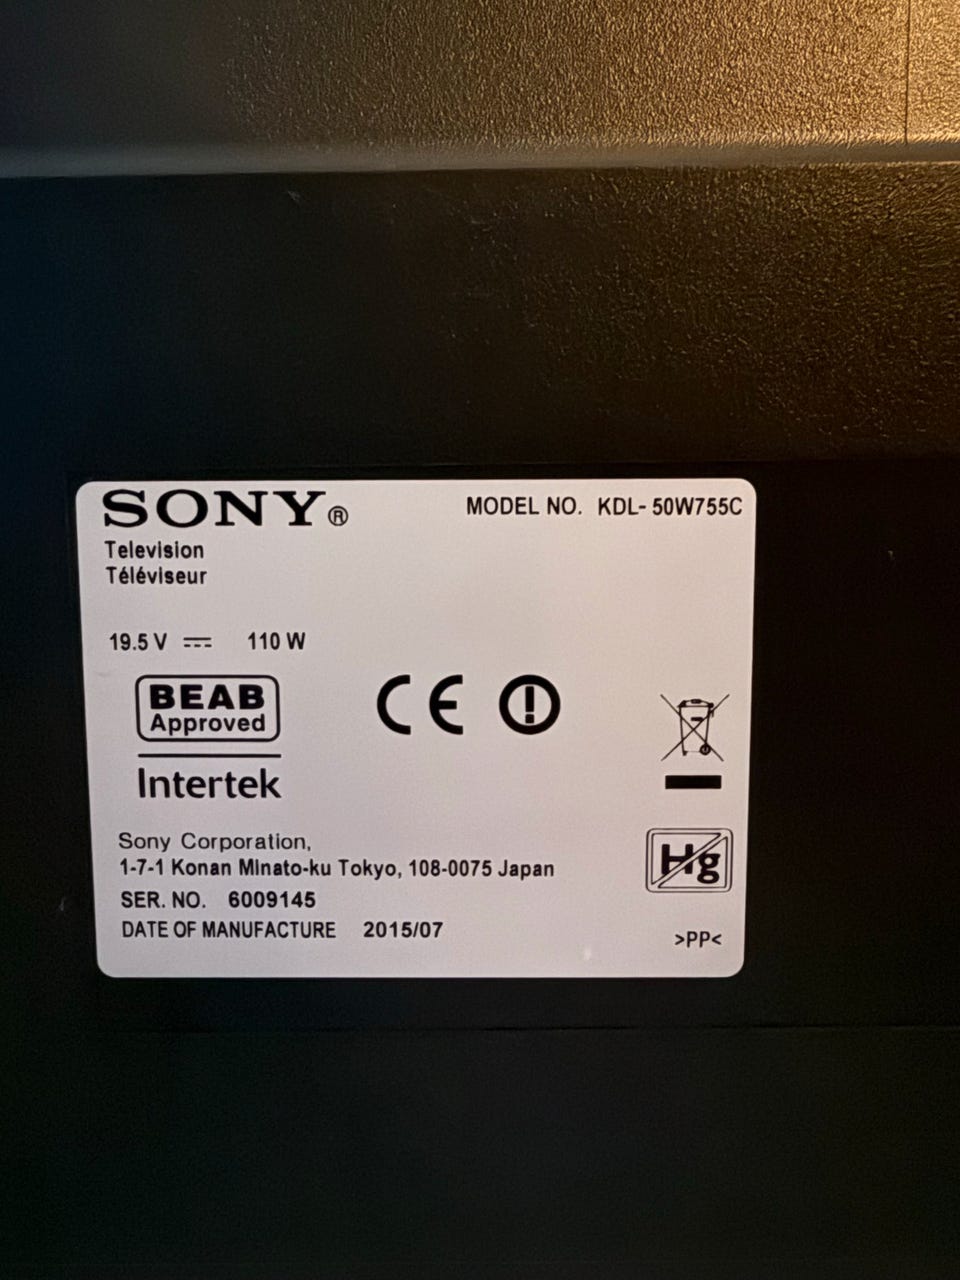 SONY®
MODEL NO. KDL- 50W755C
Television
Téléviseur
19.5 V ⎓ 110 W
BEAB
Approved
Intertek
CE
Hg
Sony Corporation,
1-7-1 Konan Minato-ku Tokyo, 108-0075 Japan
SER. NO. 6009145
DATE OF MANUFACTURE 2015/07
>PP<